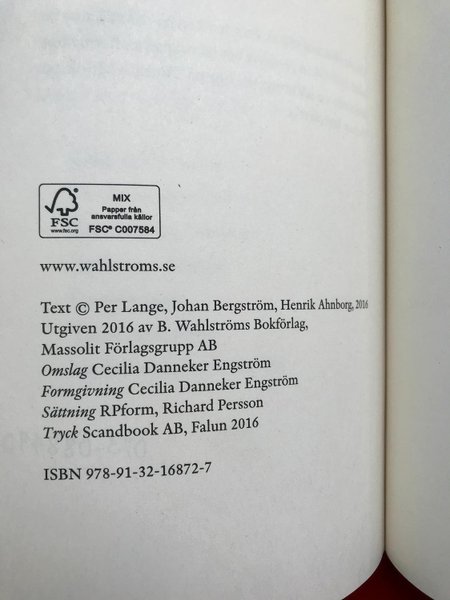 FSC
www.fsc.org
MIX
Papper från
ansvarsfulla källor
FSC® C007584
www.wahlstroms.se
Text © Per Lange, Johan Bergström, Henrik Ahnborg, 2016
Utgiven 2016 av B. Wahlströms Bokförlag,
Massolit Förlagsgrupp AB
Omslag Cecilia Danneker Engström
Formgivning Cecilia Danneker Engström
Sättning RPform, Richard Persson
Tryck Scandbook AB, Falun 2016
ISBN 978-91-32-16872-7